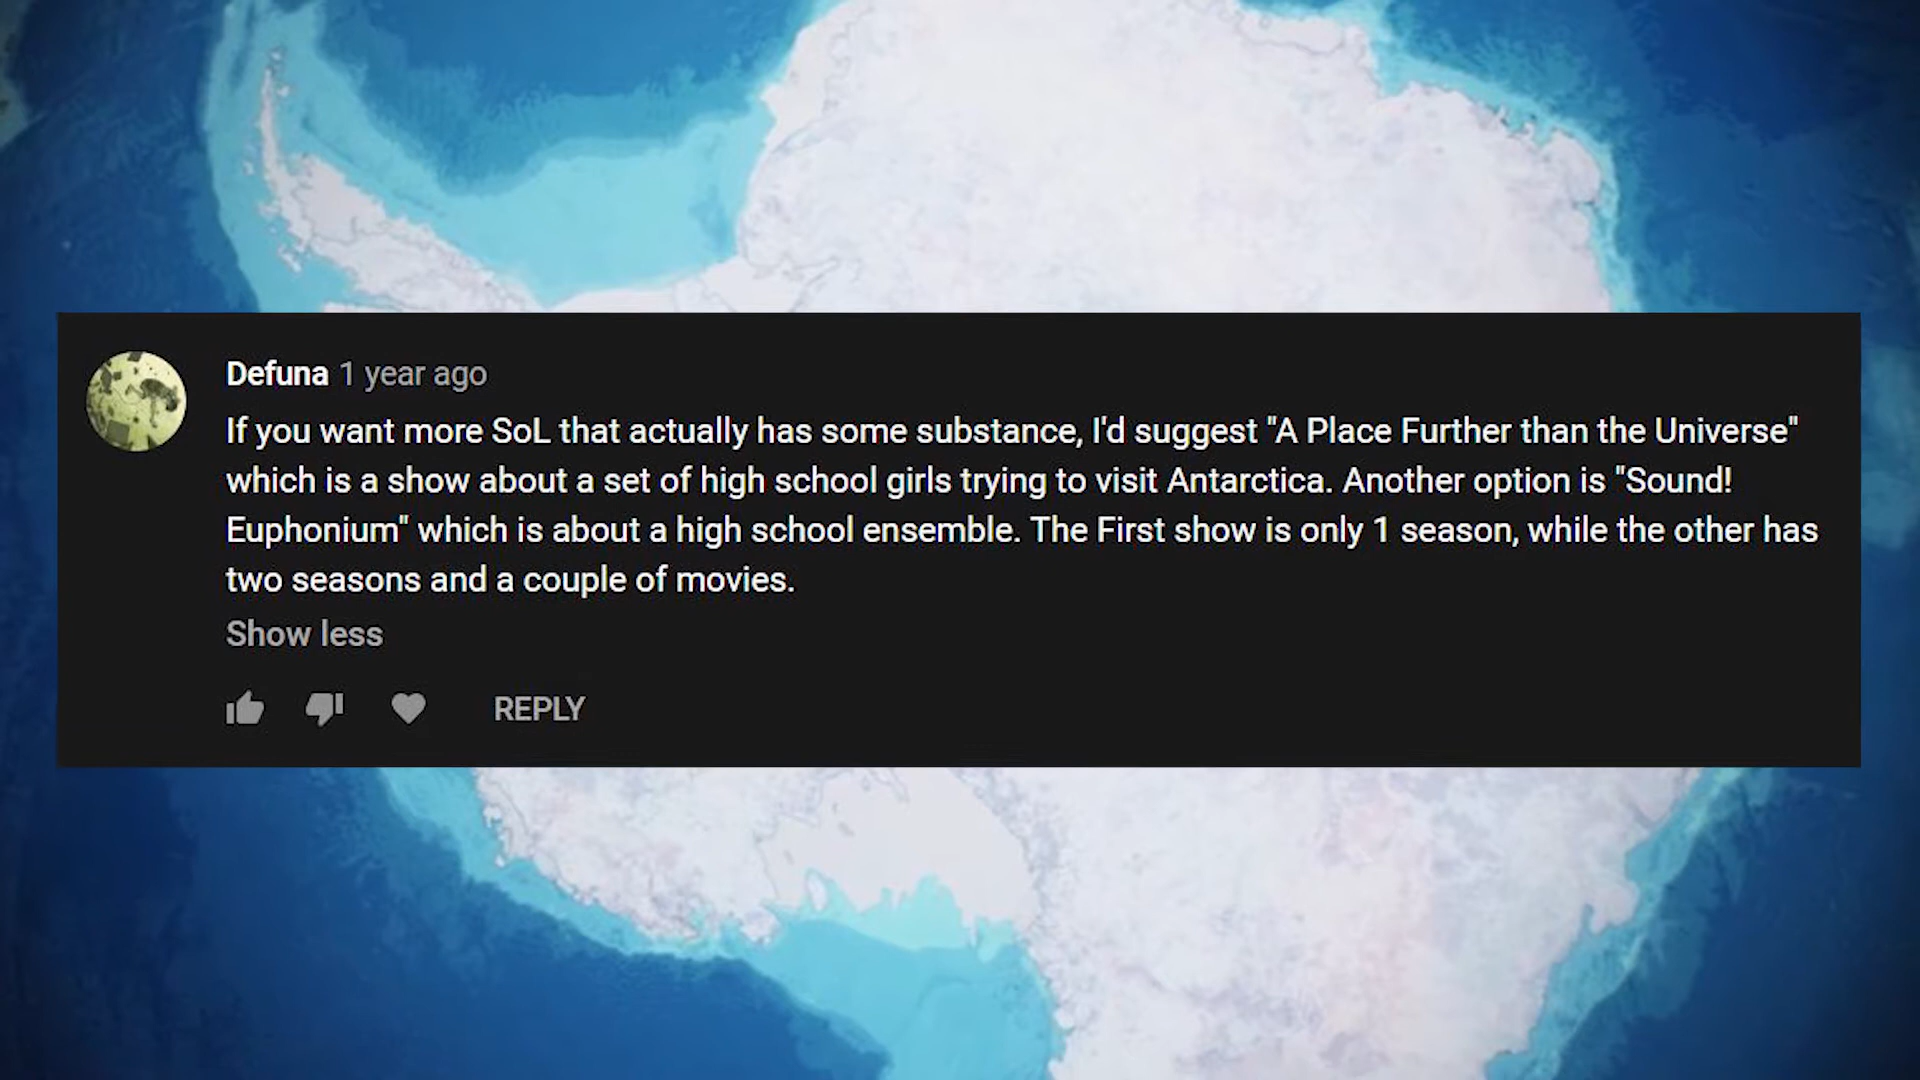 Defuna 1 year ago
If you want more SoL that actually has some substance, I'd suggest "A Place Further than the Universe"
which is a show about a set of high school girls trying to visit Antarctica. Another option is "Sound!
Euphonium" which is about a high school ensemble. The First show is only 1 season, while the other has
two seasons and a couple of movies.
Show less
REPLY